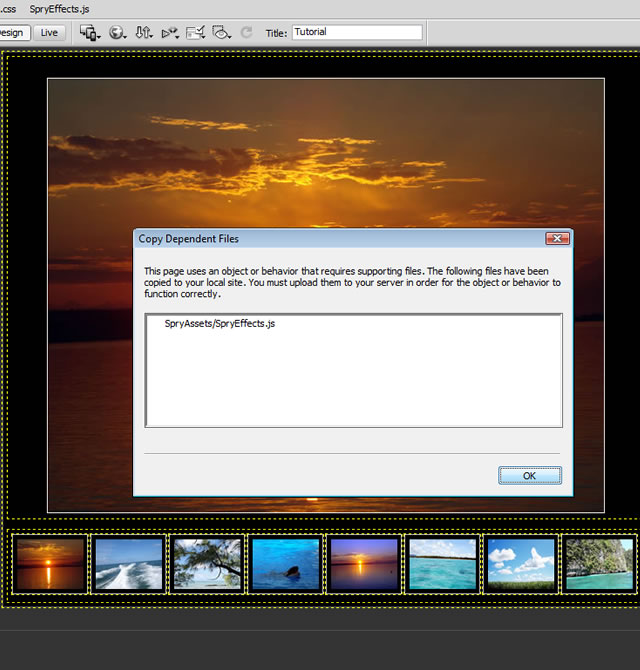 .css SpryEffects.js
esign Live Title: Tutorial
Copy Dependent Files
This page uses an object or behavior that requires supporting files. The following files have been
copied to your local site. You must upload them to your server in order for the object or behavior to
function correctly.
SpryAssets/SpryEffects.js
OK